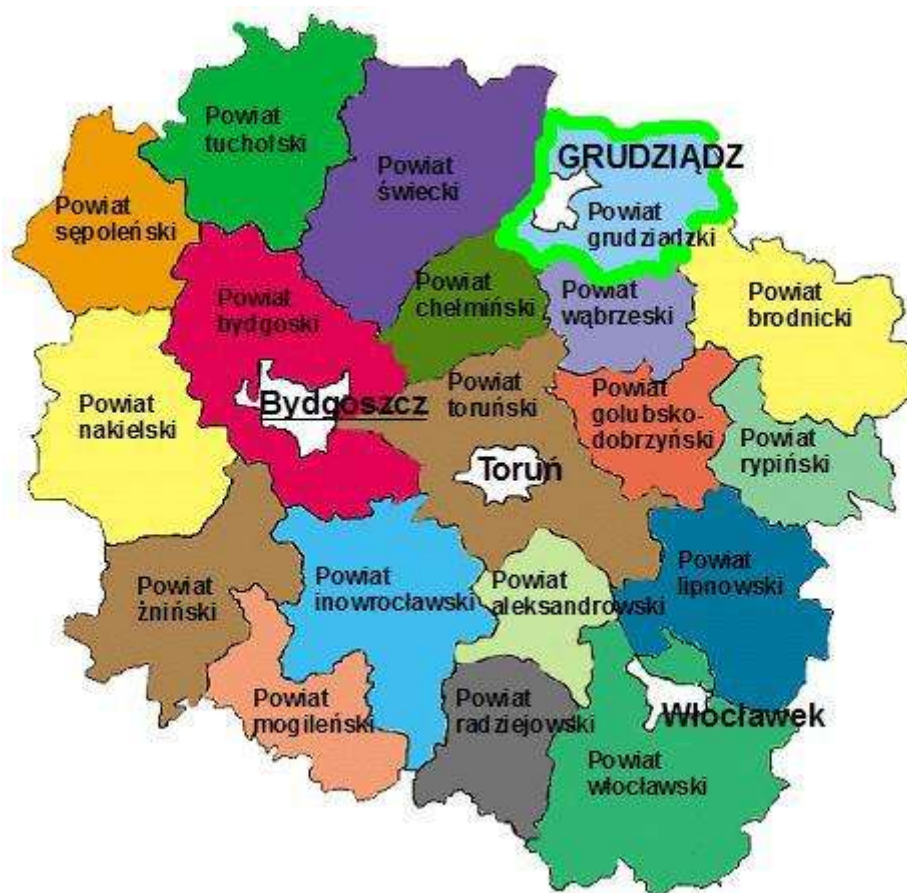 Powiat
tucholski
Powiat
świecki
GRUDZIĄDZ
Powiat
grudziadzki
Powiat
sępoleński
Powiat
bydgoski
Powiat
chełmiński
Powiat
wąbrzeski
Powiat
brodnicki
Powiat
nakielski
Bydgoszcz
Powiat
toruński
Toruń
Powiat
golubsko-
dobrzyński
Powiat
rypiński
Powiat
żniński
Powiat
inowrocławski
Powiat
aleksandrowski
Powiat
lipnowski
Powiat
mogileński
Powiat
radziejowski
Włocławek
Powiat
włocławski